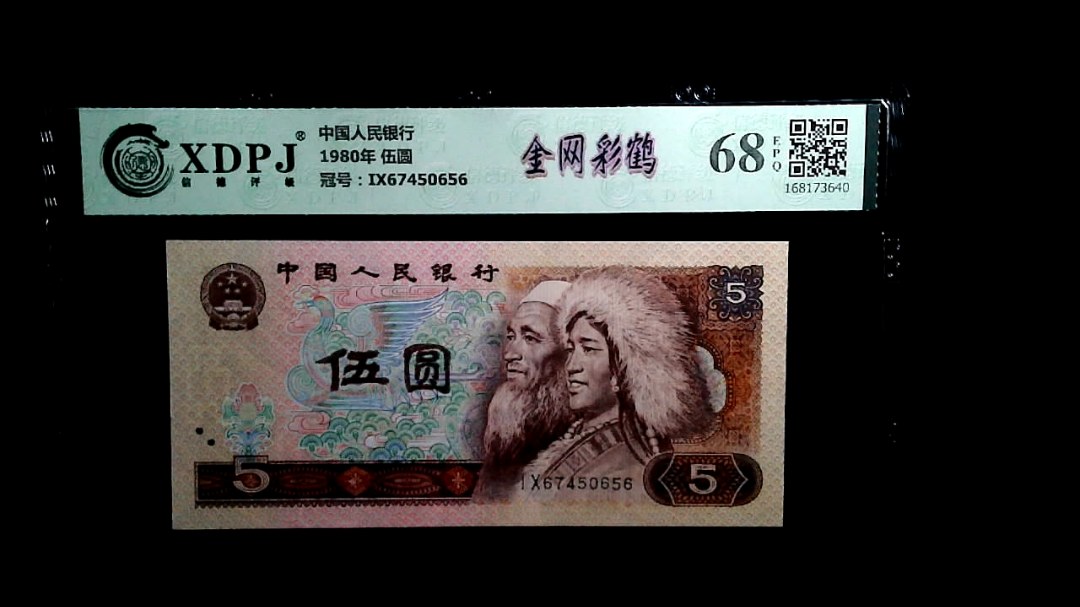 XDPJ®
信德评级
中国人民银行
1980年 伍圆
冠号：IX67450656
金网彩鹤
68
EPQ
168173640
中国人民银行
5
伍圆
5
IX67450656
5